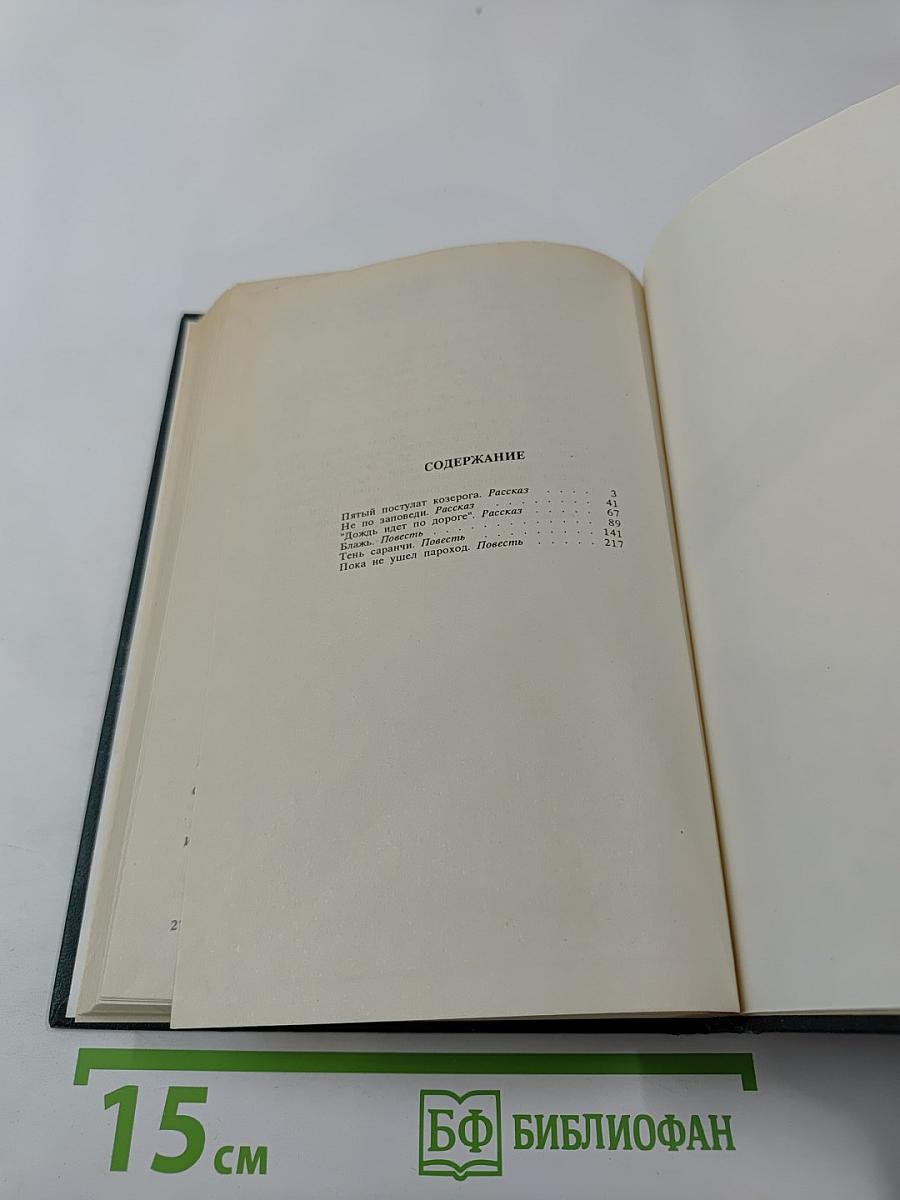 СОДЕРЖАНИЕ
Пятый постулат козерога. Рассказ . . . . 3
Не по заповеди. Рассказ . . . . . . . . 41
"Дождь идет по дороге". Рассказ . . . . . 67
Блажь. Повесть . . . . . . . . . . . . 89
Тень саранчи. Повесть . . . . . . . . . 141
Пока не ушел пароход. Повесть . . . . . 217
15 см
БФ БИБЛИОФАН